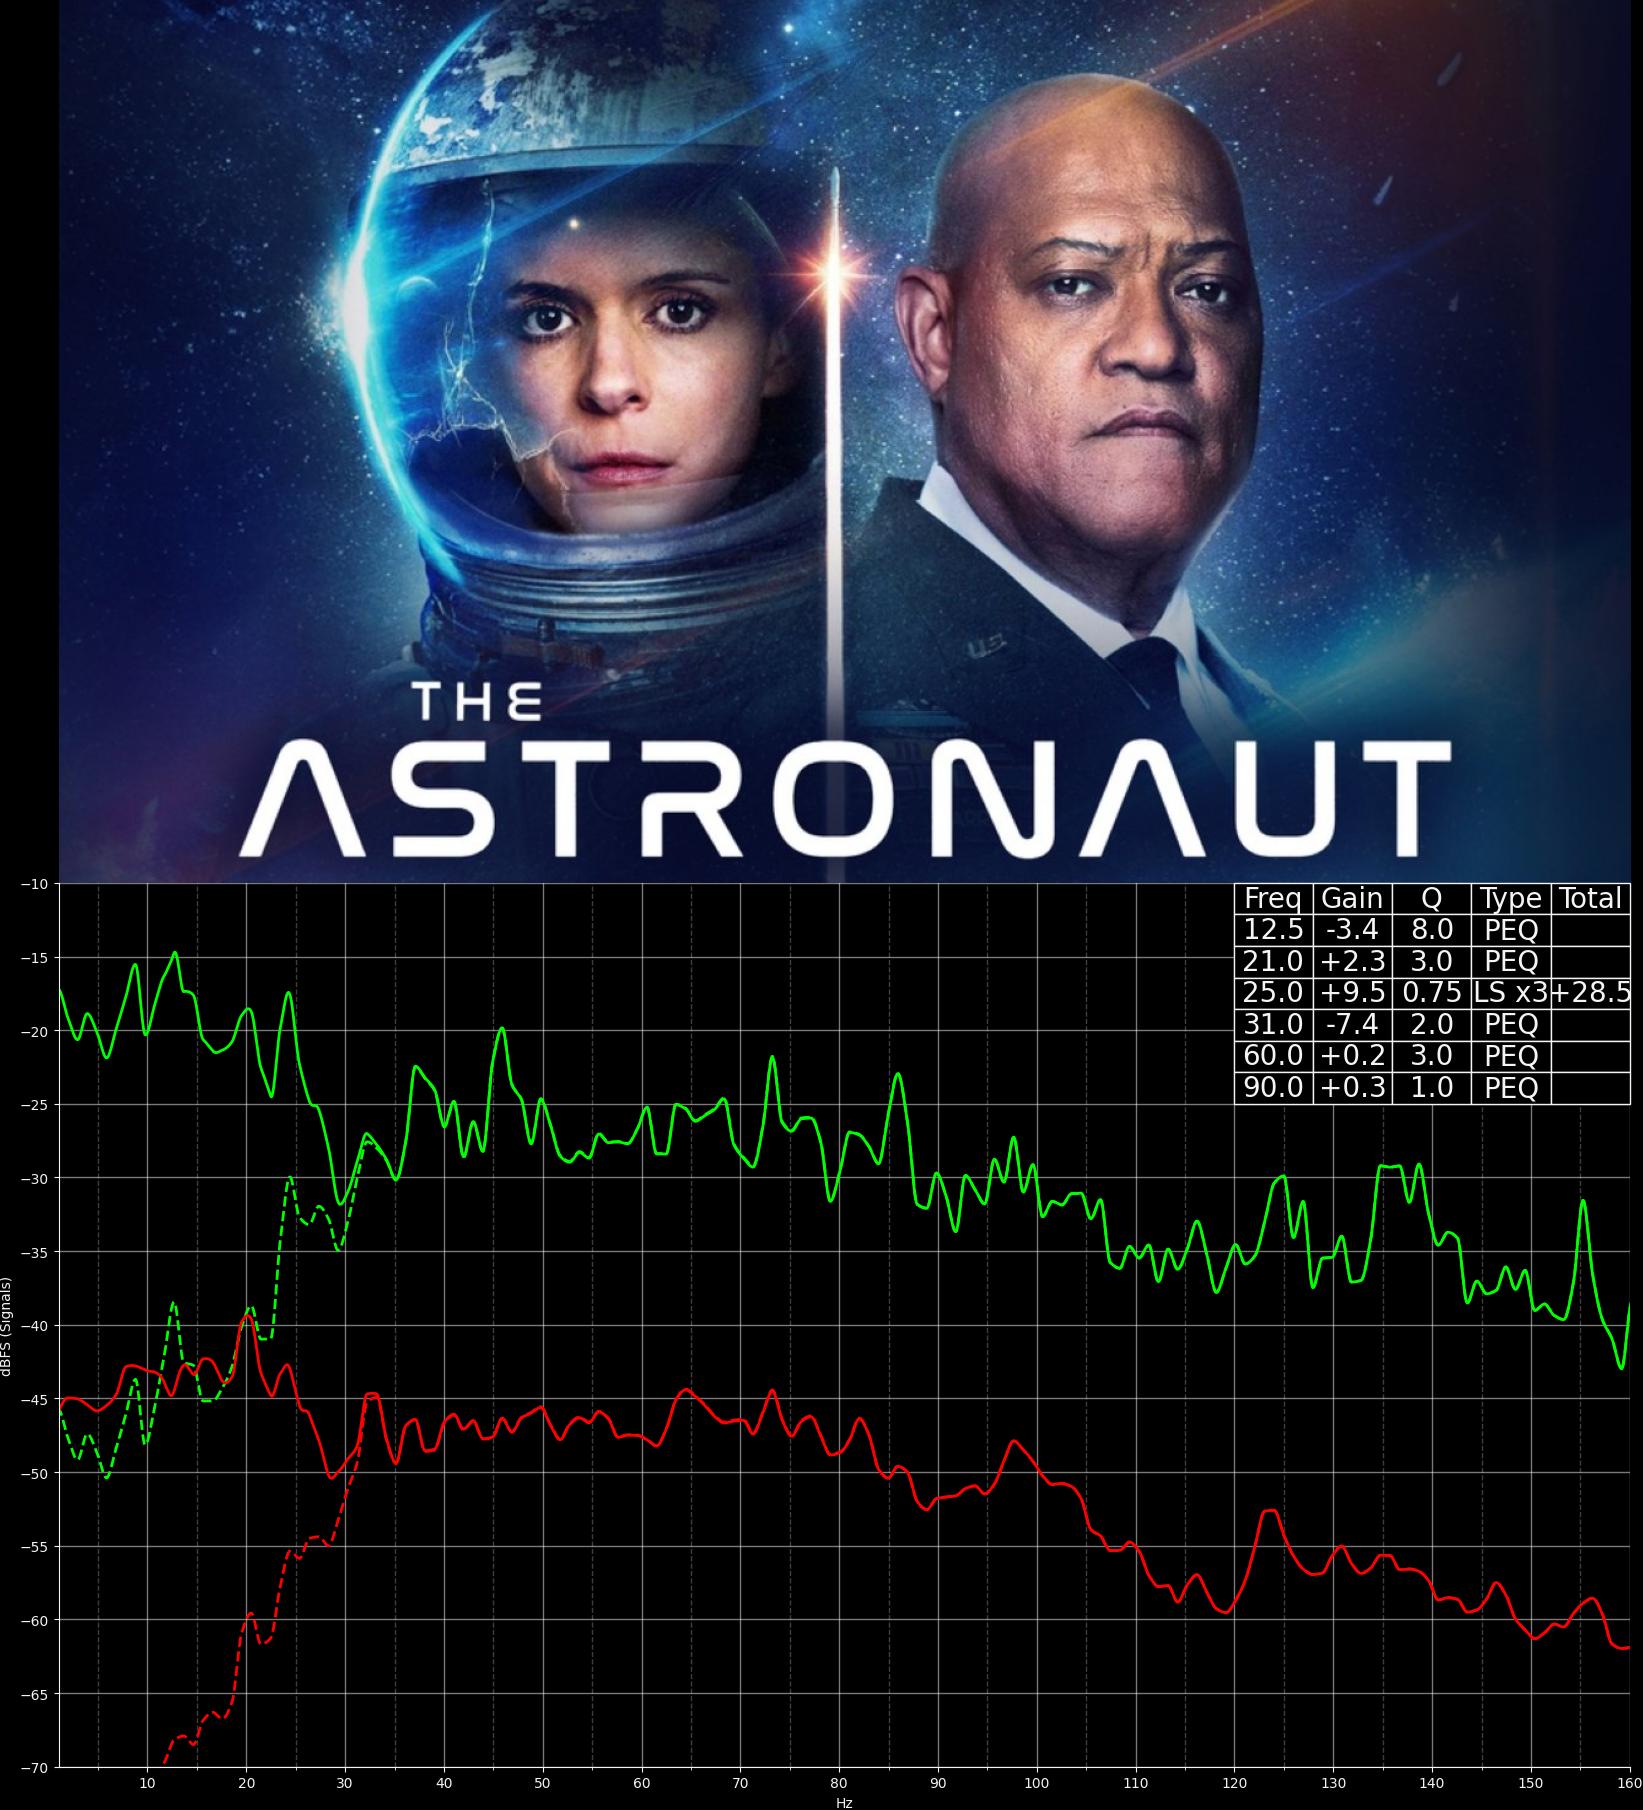 THE
ASTRONAUT
U.S.
Freq Gain Q Type Total
12.5 -3.4 8.0 PEQ
21.0 +2.3 3.0 PEQ
25.0 +9.5 0.75 LS x3 +28.5
31.0 -7.4 2.0 PEQ
60.0 +0.2 3.0 PEQ
90.0 +0.3 1.0 PEQ
−10
−15
−20
−25
−30
−35
−40
−45
−50
−55
−60
−65
−70
dBFS (Signals)
10 20 30 40 50 60 70 80 90 100 110 120 130 140 150 160
Hz